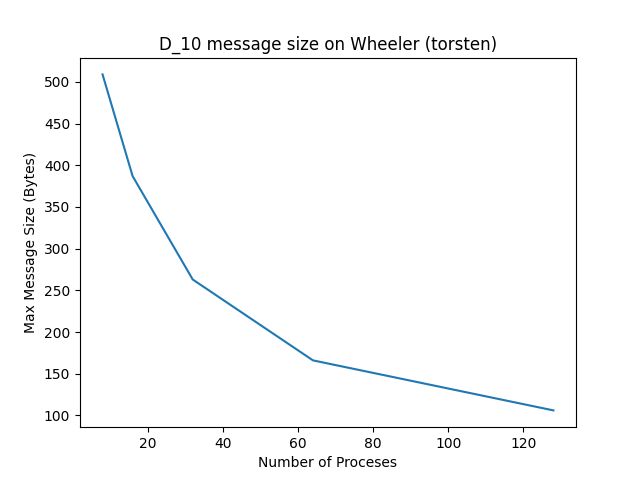 D_10 message size on Wheeler (torsten)
Max Message Size (Bytes)
500
450
400
350
300
250
200
150
100
20 40 60 80 100 120
Number of Proceses